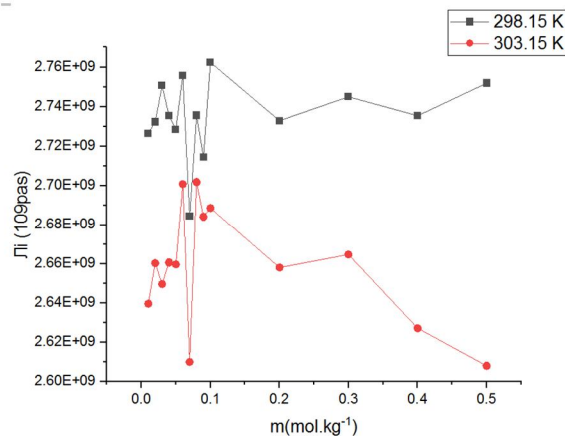 298.15 K
303.15 K
2.76E+09
2.74E+09
2.72E+09
2.70E+09
2.68E+09
2.66E+09
2.64E+09
2.62E+09
2.60E+09
Лi (109pas)
0.0 0.1 0.2 0.3 0.4 0.5
m(mol.kg⁻¹)